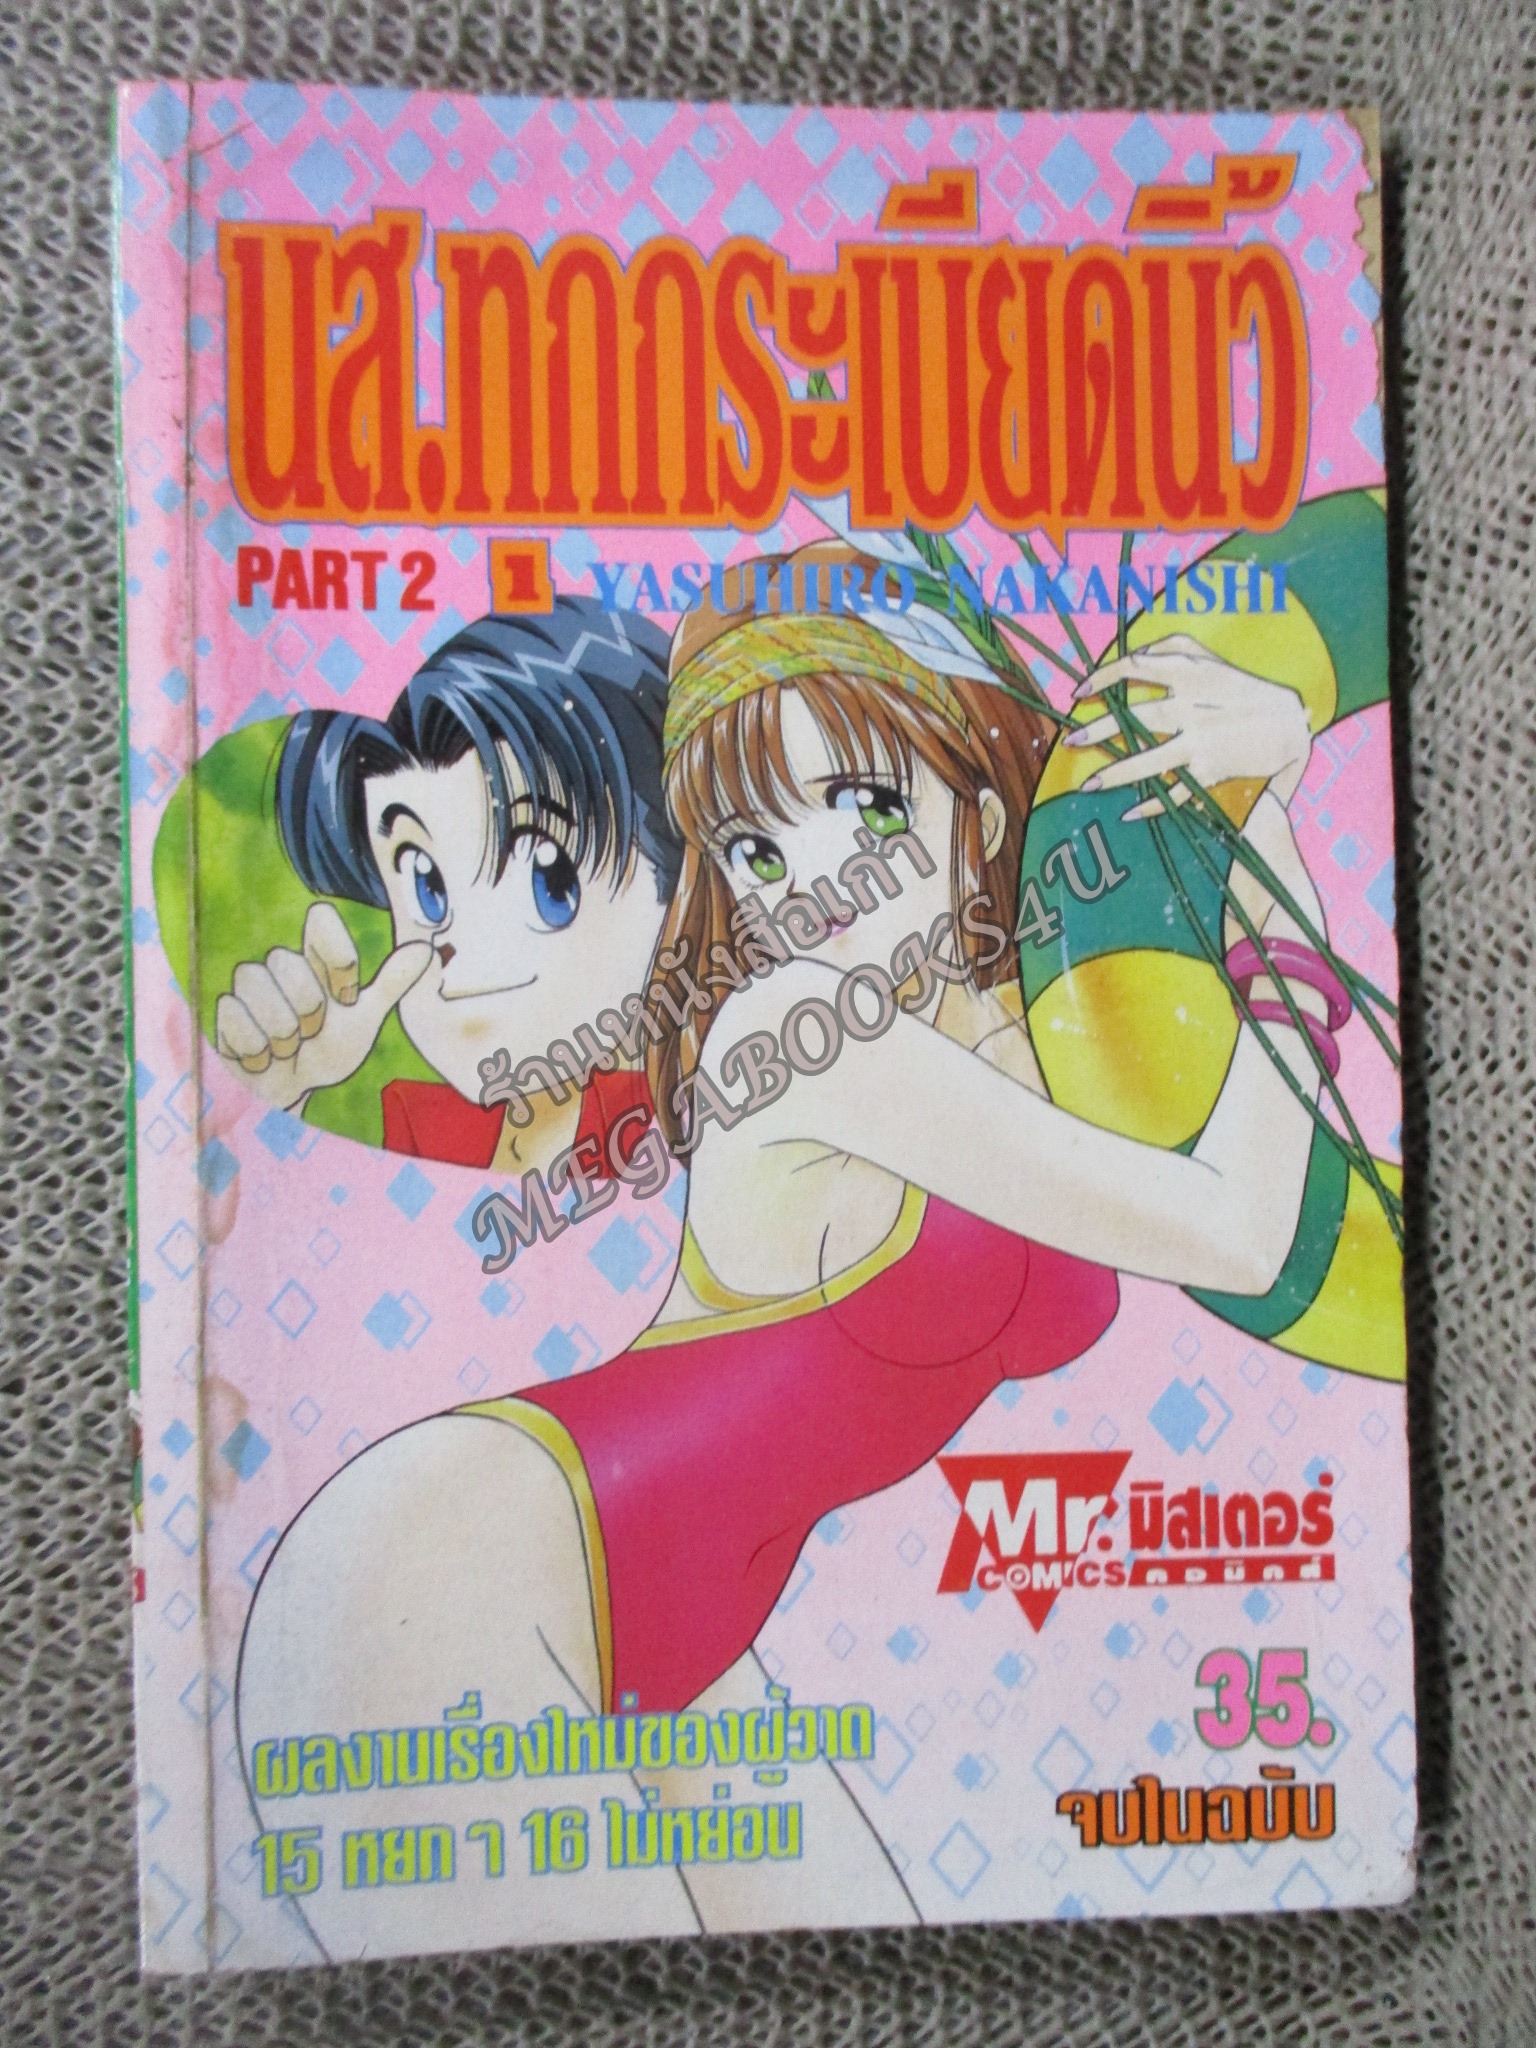 นส.ทกกระเบียดนิ้ว
PART 2 1 YASUHIRO NAKANISHI
ร้านหนังสือเก่า
MEGABOOKS4U
Mr. มิสเตอร์
COMICS คอมิกส์
35.
ผลงานเรื่องใหม่ของผู้วาด
15 หยก ๆ 16 ไม่หย่อน
จบในฉบับ